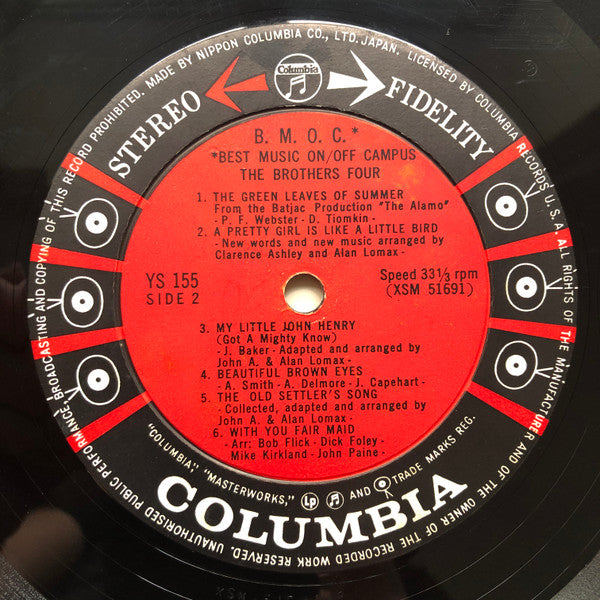 MADE BY NIPPON COLUMBIA CO., LTD. JAPAN. LICENSED BY COLUMBIA RECORDS U.S.A. ALL RIGHTS OF THE MANUFACTURER AND OF THE OWNER OF THE RECORDED WORK RESERVED. UNAUTHORISED PUBLIC PERFORMANCE, BROADCASTING AND COPYING OF THIS RECORD PROHIBITED.
STEREO
Columbia
FIDELITY
B. M. O. C.*
*BEST MUSIC ON/OFF CAMPUS
THE BROTHERS FOUR
1. THE GREEN LEAVES OF SUMMER
From the Batjac Production "The Alamo"
- P. F. Webster - D. Tiomkin -
2. A PRETTY GIRL IS LIKE A LITTLE BIRD
- New words and new music arranged by
Clarence Ashley and Alan Lomax -
YS 155
SIDE 2
Speed 33⅓ rpm
(XSM 51691)
3. MY LITTLE JOHN HENRY
(Got A Mighty Know)
- J. Baker - Adapted and arranged by
John A. & Alan Lomax -
4. BEAUTIFUL BROWN EYES
- A. Smith - A. Delmore - J. Capehart -
5. THE OLD SETTLER'S SONG
- Collected, adapted and arranged by
John A. & Alan Lomax -
6. WITH YOU FAIR MAID
- Arr: Bob Flick - Dick Foley -
Mike Kirkland - John Paine -
"COLUMBIA," "MASTERWORKS," Lp AND TRADE MARKS REG.
COLUMBIA